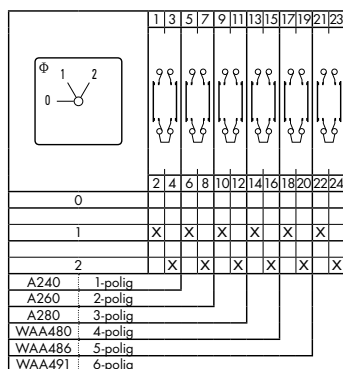 1 3 5 7 9 11 13 15 17 19 21 23
Φ
1 2
0
2 4 6 8 10 12 14 16 18 20 22 24
0
1 X X X X X X
2 X X X X X X
A240 1-polig
A260 2-polig
A280 3-polig
WAA480 4-polig
WAA486 5-polig
WAA491 6-polig